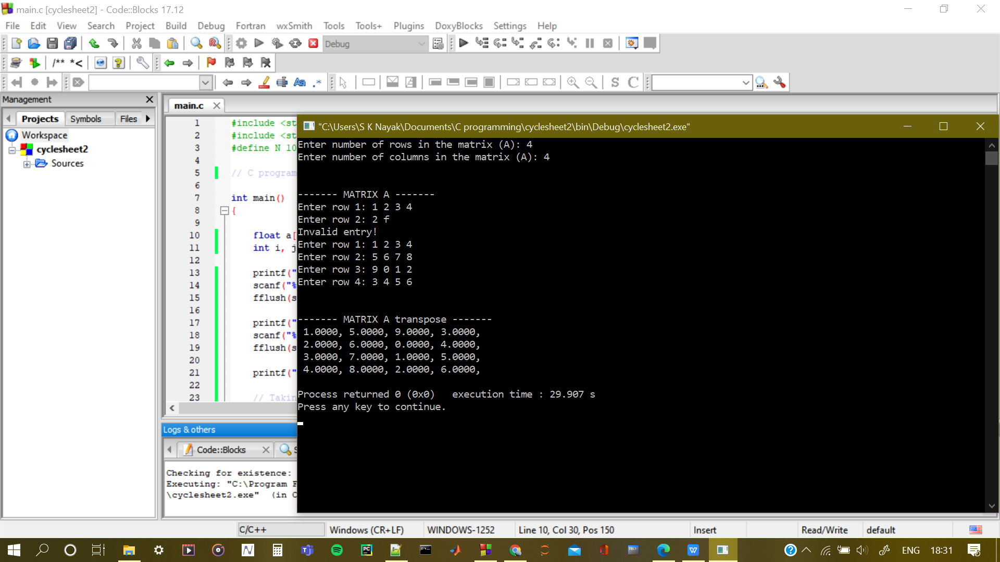 main.c [cyclesheet2] - Code::Blocks 17.12
File Edit View Search Project Build Debug Fortran wxSmith Tools Tools+ Plugins DoxyBlocks Settings Help
Debug
/** *<
Aa .* S C
Management
Projects Symbols Files
Workspace
cyclesheet2
Sources
main.c
1 #include <st
2 #include <st
3 #define N 10
4
5 // C program
6
7 int main()
8 {
9
10 float a[
11 int i, j
12
13 printf("
14 scanf("%
15 fflush(s
16
17 printf("
18 scanf("%
19 fflush(s
20
21 printf("
22
23 // Takin
"C:\Users\S K Nayak\Documents\C programming\cyclesheet2\bin\Debug\cyclesheet2.exe"
Enter number of rows in the matrix (A): 4
Enter number of columns in the matrix (A): 4
------- MATRIX A -------
Enter row 1: 1 2 3 4
Enter row 2: 2 f
Invalid entry!
Enter row 1: 1 2 3 4
Enter row 2: 5 6 7 8
Enter row 3: 9 0 1 2
Enter row 4: 3 4 5 6
------- MATRIX A transpose -------
1.0000, 5.0000, 9.0000, 3.0000,
2.0000, 6.0000, 0.0000, 4.0000,
3.0000, 7.0000, 1.0000, 5.0000,
4.0000, 8.0000, 2.0000, 6.0000,
Process returned 0 (0x0)   execution time : 29.907 s
Press any key to continue.
Logs & others
Code::Blocks S
Checking for existence:
Executing: "C:\Program F
\cyclesheet2.exe"  (in C
C/C++ Windows (CR+LF) WINDOWS-1252 Line 10, Col 30, Pos 150 Insert Read/Write default
ENG 18:31